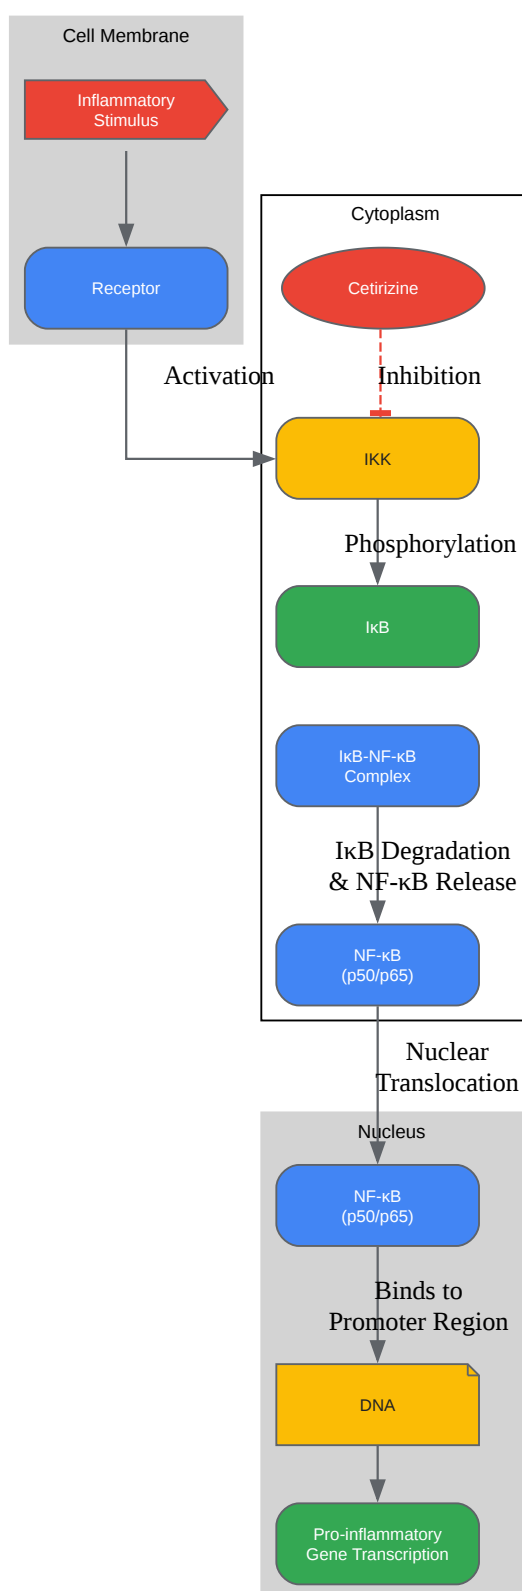 Cell Membrane
Inflammatory
Stimulus
Receptor
Activation
Cytoplasm
Cetirizine
Inhibition
IKK
Phosphorylation
IκB
IκB-NF-κB
Complex
IκB Degradation
& NF-κB Release
NF-κB
(p50/p65)
Nuclear
Translocation
Nucleus
NF-κB
(p50/p65)
Binds to
Promoter Region
DNA
Pro-inflammatory
Gene Transcription